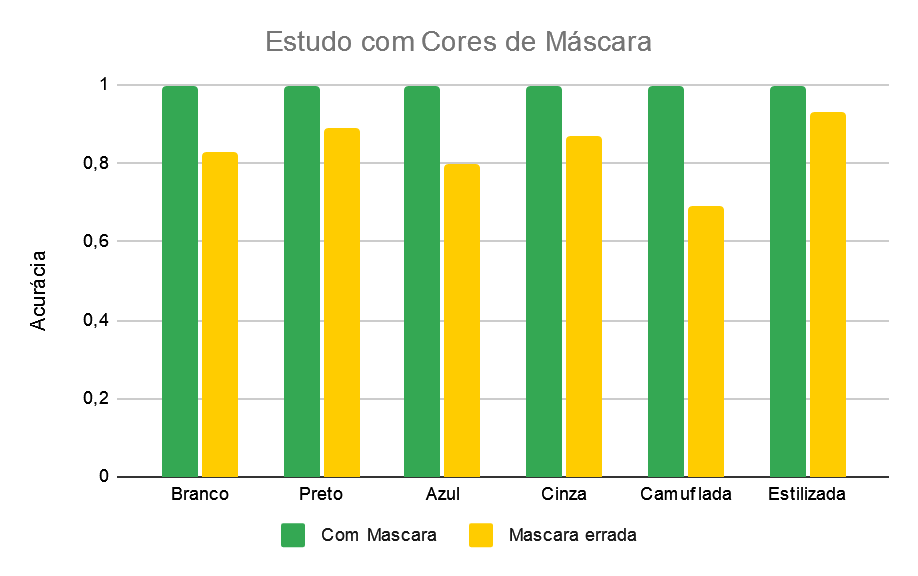 Estudo com Cores de Máscara
Acurácia
1
0,8
0,6
0,4
0,2
0
Branco Preto Azul Cinza Camuflada Estilizada
Com Mascara Mascara errada